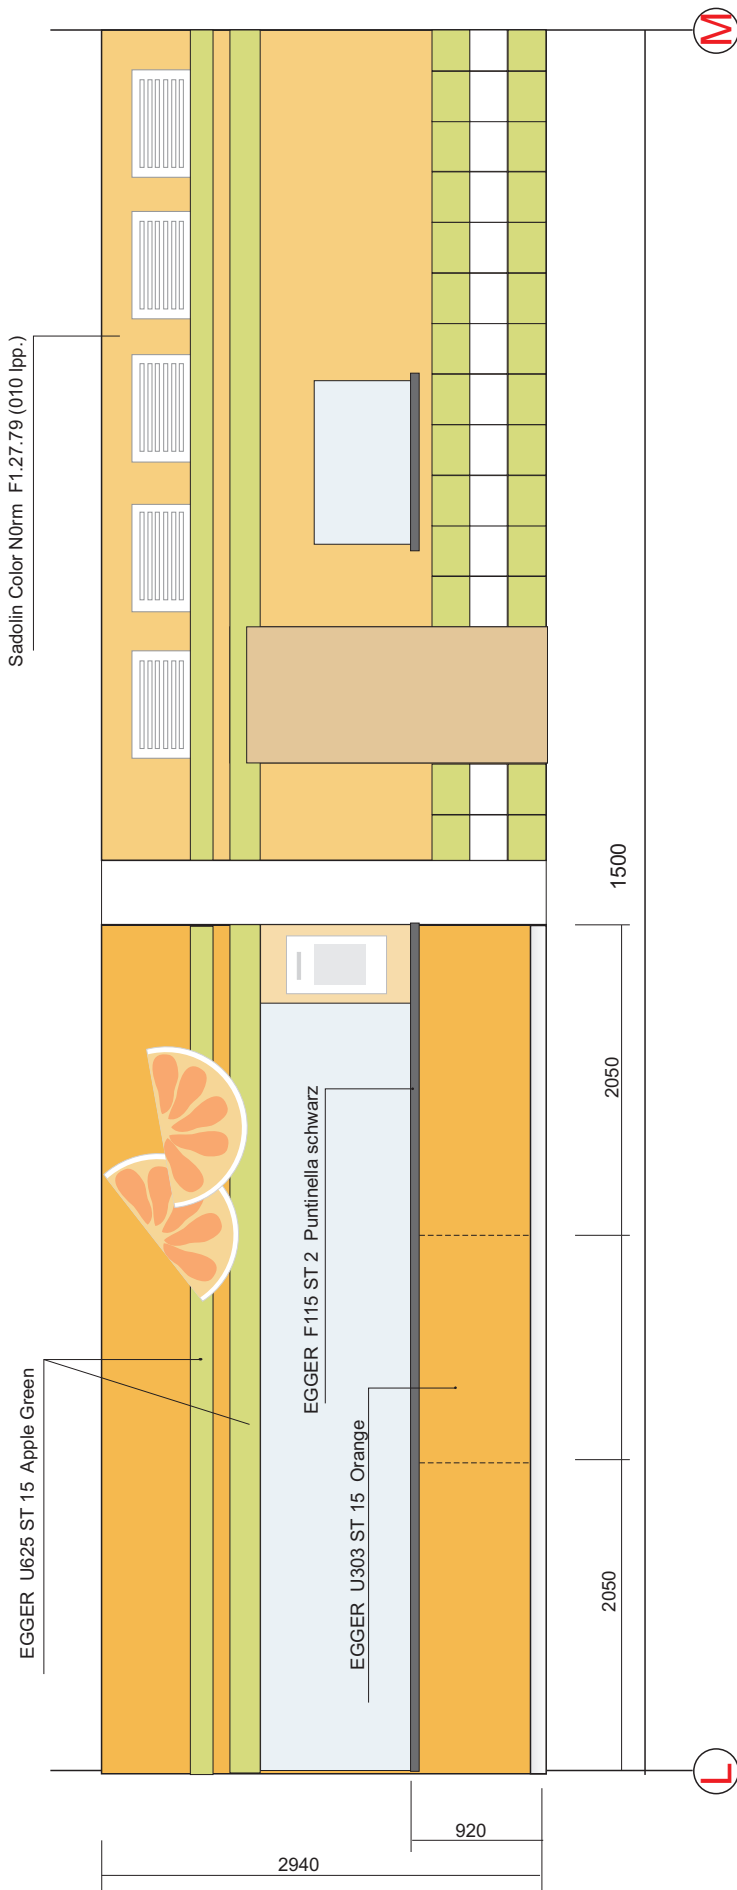 Sadolin Color N0rm F1.27.79 (010 lpp.)
EGGER U625 ST 15 Apple Green
EGGER F115 ST 2 Puntinella schwarz
EGGER U303 ST 15 Orange
2940
920
2050
2050
1500
L
M